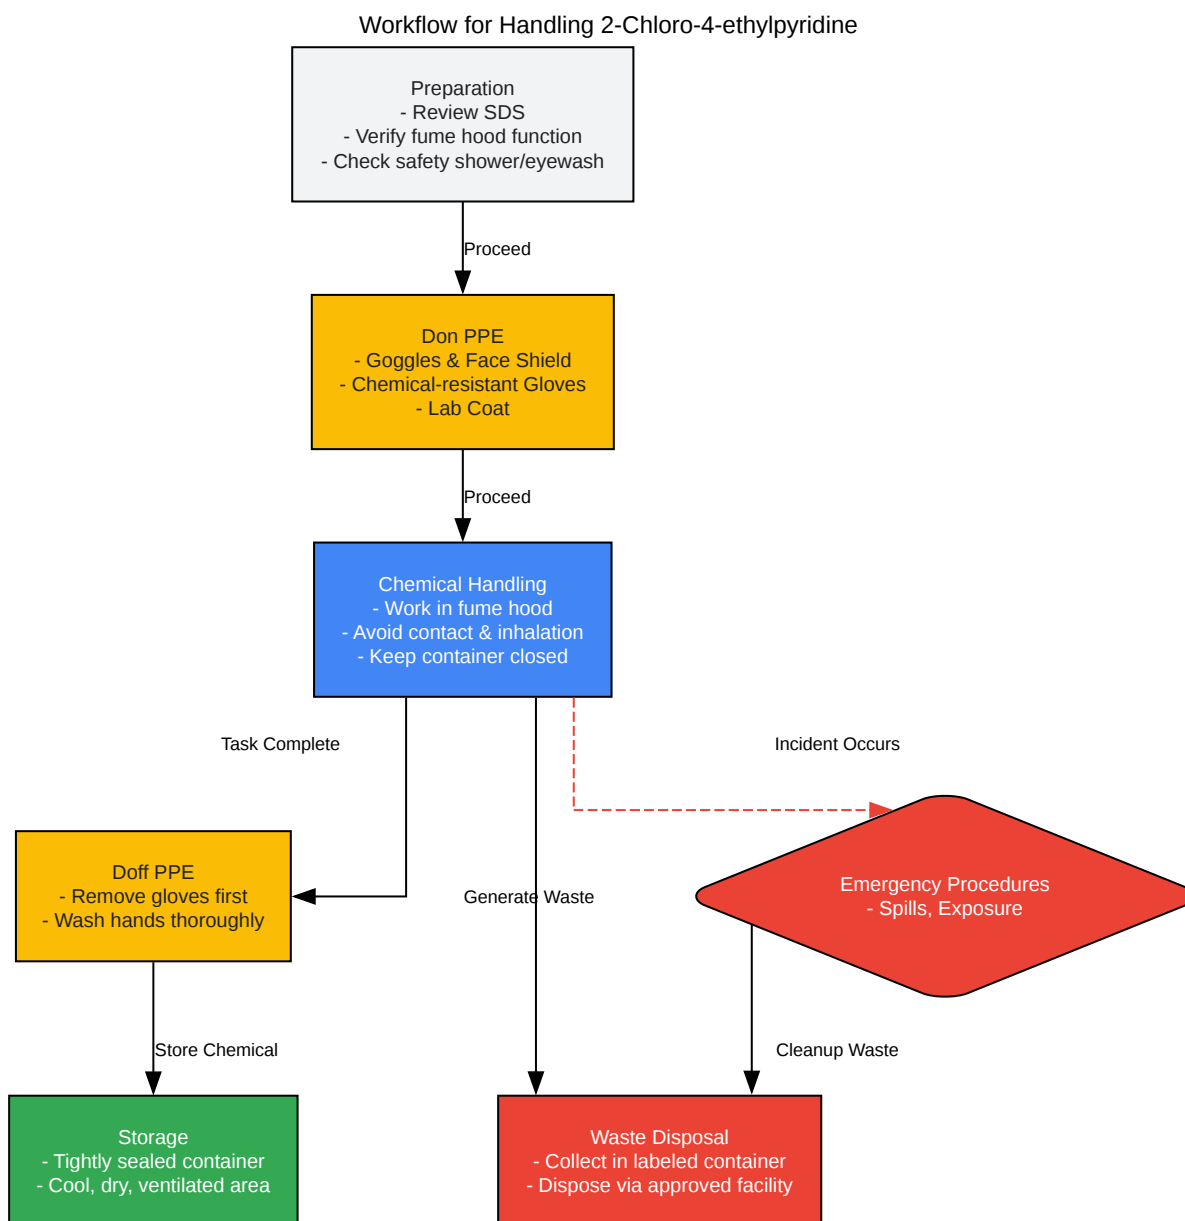 Workflow for Handling 2-Chloro-4-ethylpyridine
Preparation
- Review SDS
- Verify fume hood function
- Check safety shower/eyewash
Proceed
Don PPE
- Goggles & Face Shield
- Chemical-resistant Gloves
- Lab Coat
Proceed
Chemical Handling
- Work in fume hood
- Avoid contact & inhalation
- Keep container closed
Task Complete
Incident Occurs
Doff PPE
- Remove gloves first
- Wash hands thoroughly
Generate Waste
Emergency Procedures
- Spills, Exposure
Store Chemical
Cleanup Waste
Storage
- Tightly sealed container
- Cool, dry, ventilated area
Waste Disposal
- Collect in labeled container
- Dispose via approved facility